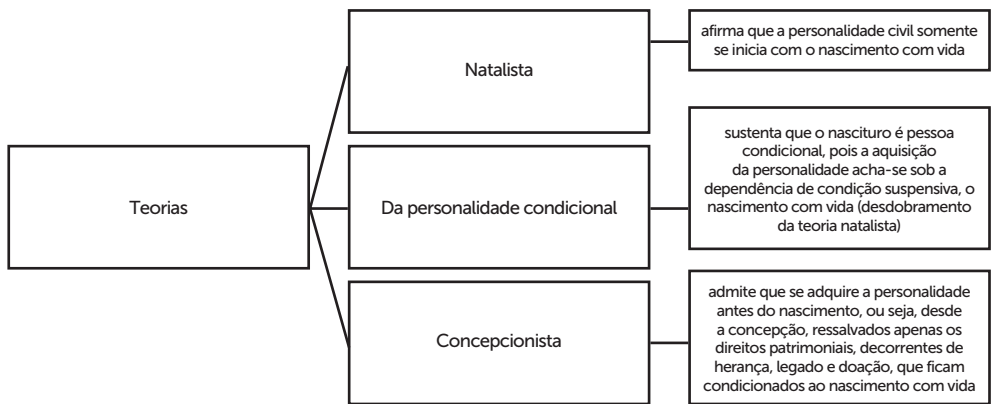 Teorias
Natalista
afirma que a personalidade civil somente
se inicia com o nascimento com vida
Da personalidade condicional
sustenta que o nascituro é pessoa
condicional, pois a aquisição
da personalidade acha-se sob a
dependência de condição suspensiva, o
nascimento com vida (desdobramento
da teoria natalista)
Concepcionista
admite que se adquire a personalidade
antes do nascimento, ou seja, desde
a concepção, ressalvados apenas os
direitos patrimoniais, decorrentes de
herança, legado e doação, que ficam
condicionados ao nascimento com vida